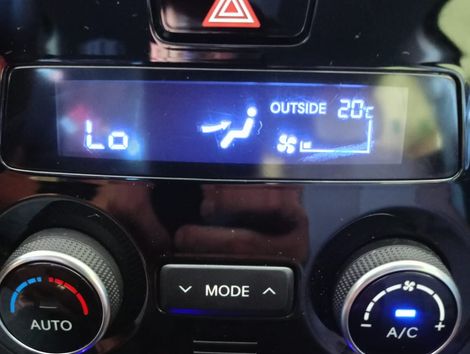 OUTSIDE 20°C
Lo
AUTO
MODE
- +
A/C